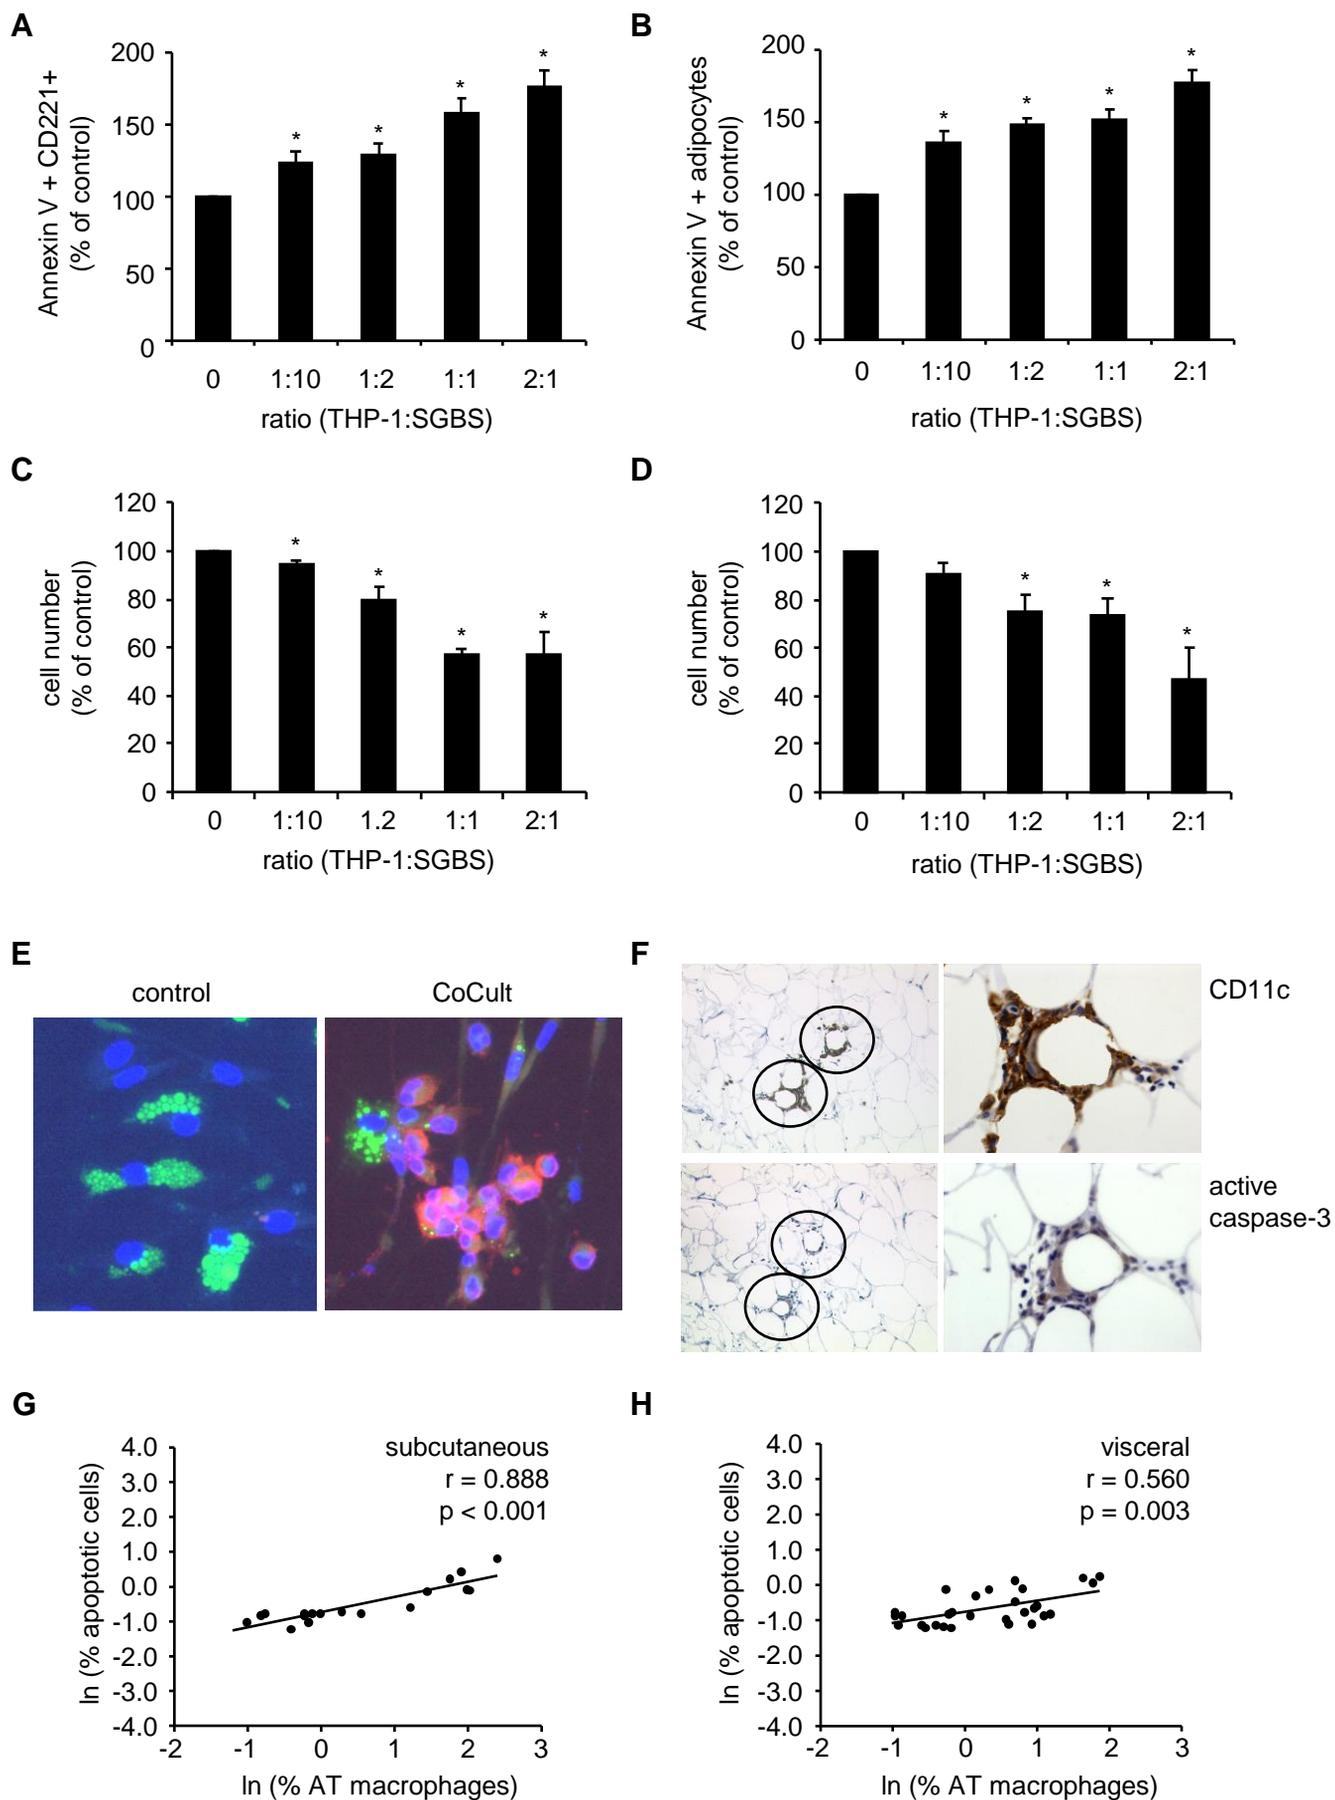 A
Annexin V + CD221+
(% of control)
200
150
100
50
0
*
*
*
*
0 1:10 1:2 1:1 2:1
ratio (THP-1:SGBS)
B
Annexin V + adipocytes
(% of control)
200
150
100
50
0
*
*
*
*
0 1:10 1:2 1:1 2:1
ratio (THP-1:SGBS)
C
cell number
(% of control)
120
100
80
60
40
20
0
*
*
*
*
0 1:10 1.2 1:1 2:1
ratio (THP-1:SGBS)
D
cell number
(% of control)
120
100
80
60
40
20
0
*
*
*
0 1:10 1:2 1:1 2:1
ratio (THP-1:SGBS)
E
control CoCult
F
CD11c
active
caspase-3
G
ln (% apoptotic cells)
4.0
3.0
2.0
1.0
0.0
-1.0
-2.0
-3.0
-4.0
subcutaneous
r = 0.888
p < 0.001
-2 -1 0 1 2 3
ln (% AT macrophages)
H
ln (% apoptotic cells)
4.0
3.0
2.0
1.0
0.0
-1.0
-2.0
-3.0
-4.0
visceral
r = 0.560
p = 0.003
-2 -1 0 1 2 3
ln (% AT macrophages)